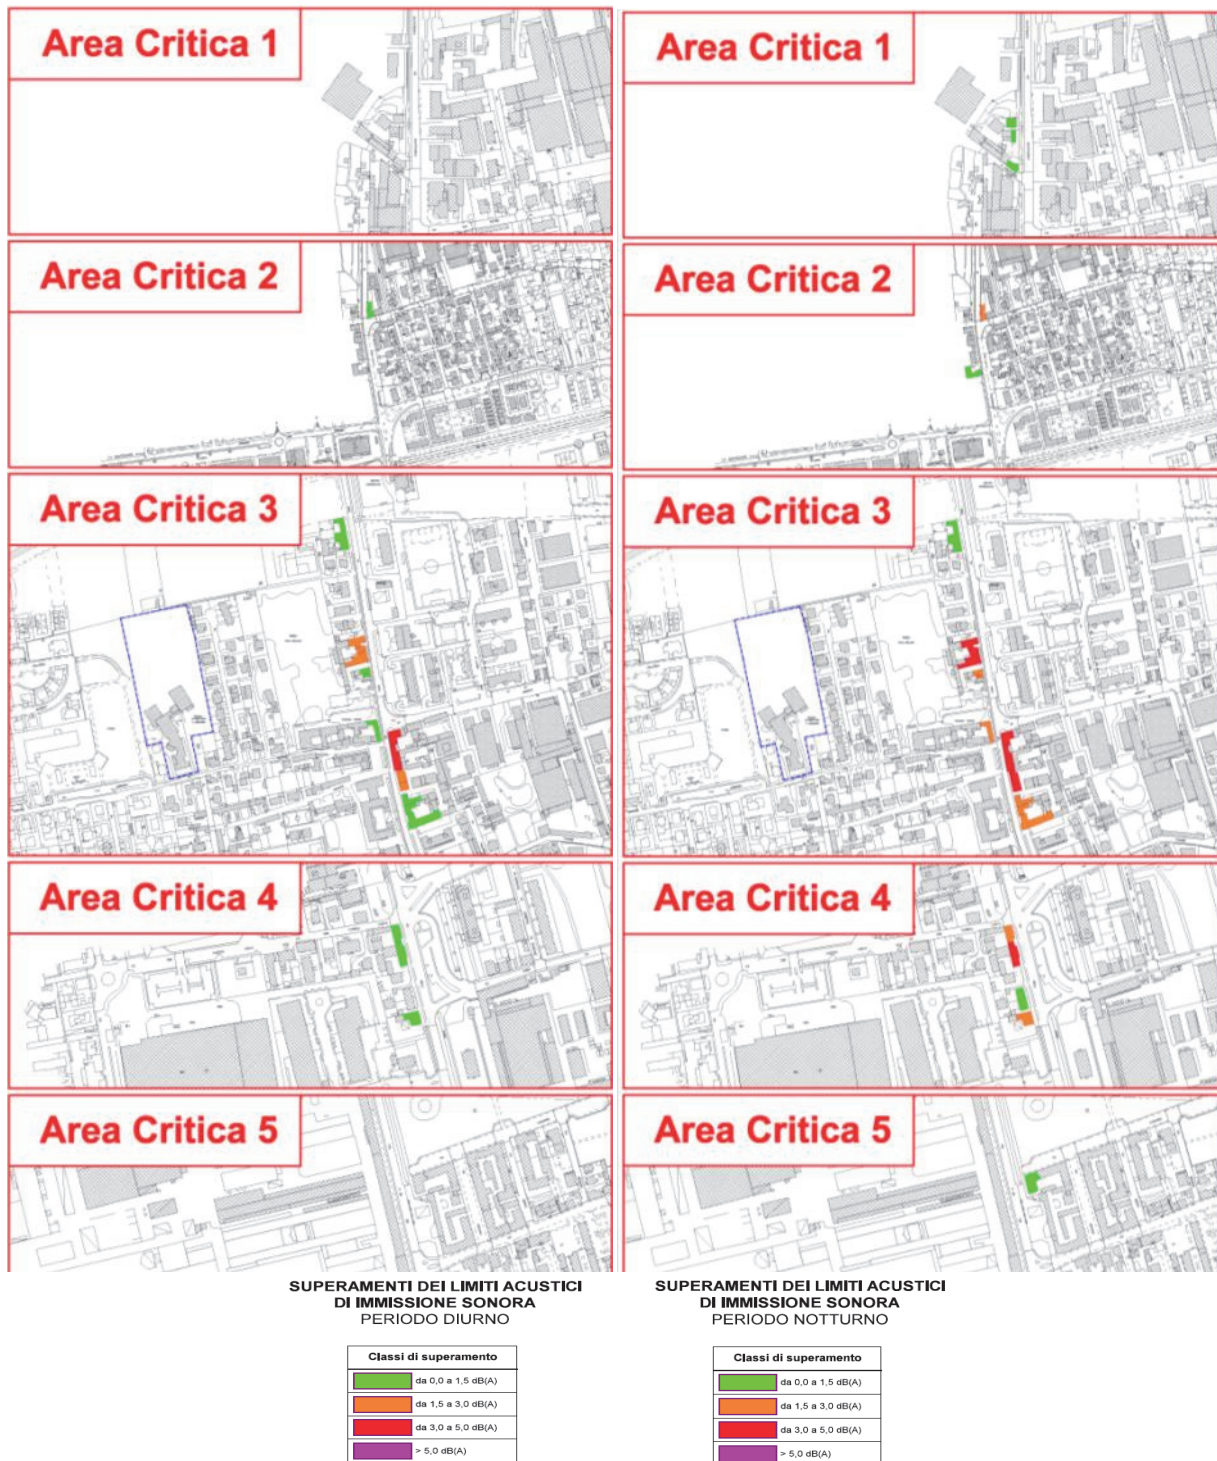 Area Critica 1
Area Critica 1
Area Critica 2
Area Critica 2
Area Critica 3
Area Critica 3
Area Critica 4
Area Critica 4
Area Critica 5
Area Critica 5
SUPERAMENTI DEI LIMITI ACUSTICI
DI IMMISSIONE SONORA
PERIODO DIURNO
Classi di superamento
da 0,0 a 1,5 dB(A)
da 1,5 a 3,0 dB(A)
da 3,0 a 5,0 dB(A)
> 5,0 dB(A)
SUPERAMENTI DEI LIMITI ACUSTICI
DI IMMISSIONE SONORA
PERIODO NOTTURNO
Classi di superamento
da 0,0 a 1,5 dB(A)
da 1,5 a 3,0 dB(A)
da 3,0 a 5,0 dB(A)
> 5,0 dB(A)